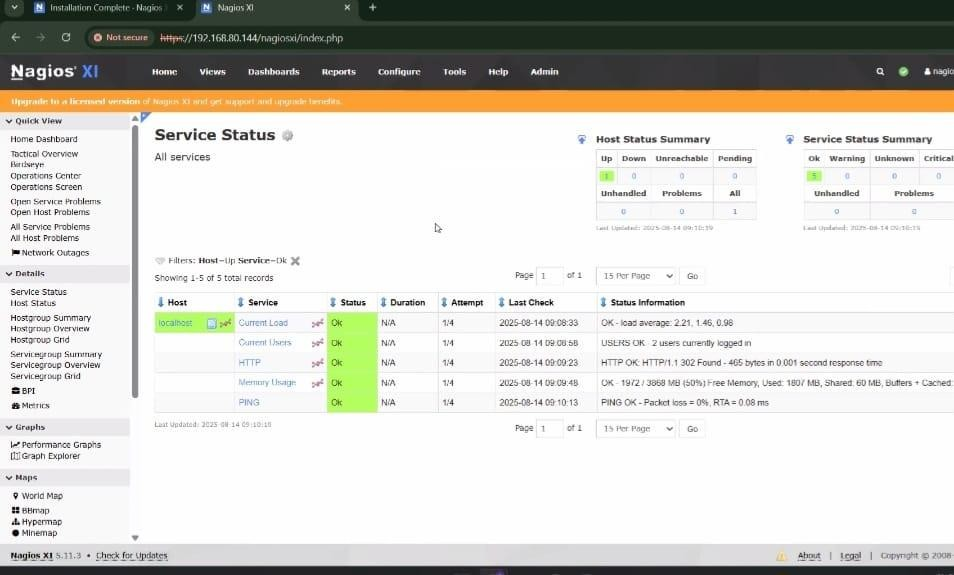 Installation Complete - Nagios
Nagios XI
Not secure
https://192.168.80.144/nagiosxi/index.php
Nagios® XI
Home Views Dashboards Reports Configure Tools Help Admin
nagio
Upgrade to a licensed version of Nagios XI and get support and upgrade benefits.
Quick View
Home Dashboard
Tactical Overview
Birdseye
Operations Center
Operations Screen
Open Service Problems
Open Host Problems
All Service Problems
All Host Problems
Network Outages
Details
Service Status
Host Status
Hostgroup Summary
Hostgroup Overview
Hostgroup Grid
Servicegroup Summary
Servicegroup Overview
Servicegroup Grid
BPI
Metrics
Graphs
Performance Graphs
Graph Explorer
Maps
World Map
BBmap
Hypermap
Minemap
Service Status
All services
Host Status Summary
Up Down Unreachable Pending
1 0 0 0
Unhandled Problems All
0 0 1
Last Updated: 2025-08-14 09:10:19
Service Status Summary
Ok Warning Unknown Critical
5 0 0 0
Unhandled Problems
0 0
Last Updated: 2025-08-14 09:10:19
Filters: Host=Up Service=Ok
Showing 1-5 of 5 total records
Page 1 of 1 15 Per Page Go
Host Service Status Duration Attempt Last Check Status Information
localhost Current Load Ok N/A 1/4 2025-08-14 09:08:33 OK - load average: 2.21, 1.46, 0.98
Current Users Ok N/A 1/4 2025-08-14 09:08:58 USERS OK - 2 users currently logged in
HTTP Ok N/A 1/4 2025-08-14 09:09:23 HTTP OK: HTTP/1.1 302 Found - 465 bytes in 0.001 second response time
Memory Usage Ok N/A 1/4 2025-08-14 09:09:48 OK - 1972 / 3868 MB (50%) Free Memory, Used: 1807 MB, Shared: 60 MB, Buffers + Cached:
PING Ok N/A 1/4 2025-08-14 09:10:13 PING OK - Packet loss = 0%, RTA = 0.08 ms
Last Updated: 2025-08-14 09:10:19
Page 1 of 1 15 Per Page Go
Nagios XI 5.11.3 • Check for Updates
About | Legal | Copyright © 2008-